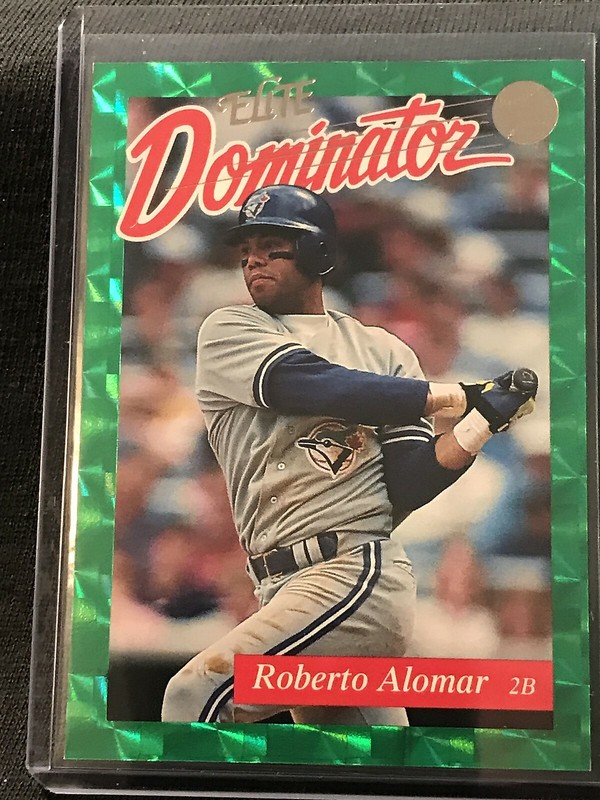 ELITE
Dominator
Roberto Alomar 2B